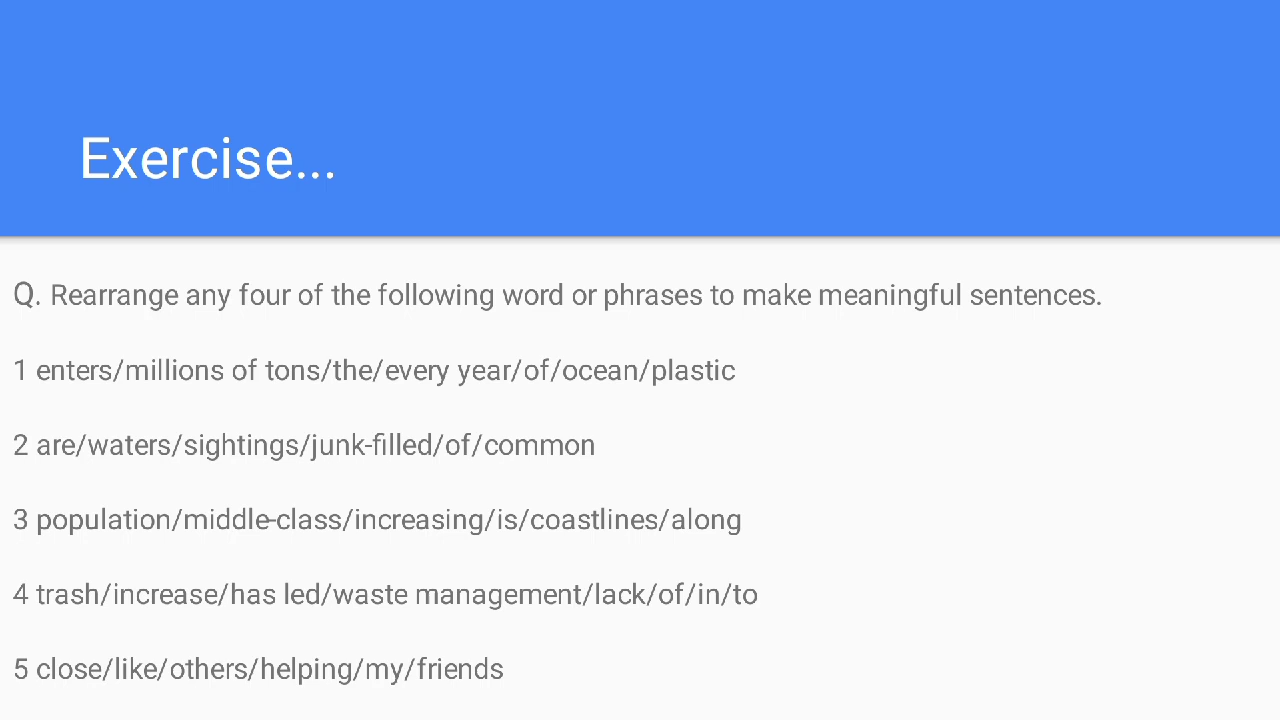 Exercise...
Q. Rearrange any four of the following word or phrases to make meaningful sentences.
1 enters/millions of tons/the/every year/of/ocean/plastic
2 are/waters/sightings/junk-filled/of/common
3 population/middle-class/increasing/is/coastlines/along
4 trash/increase/has led/waste management/lack/of/in/to
5 close/like/others/helping/my/friends